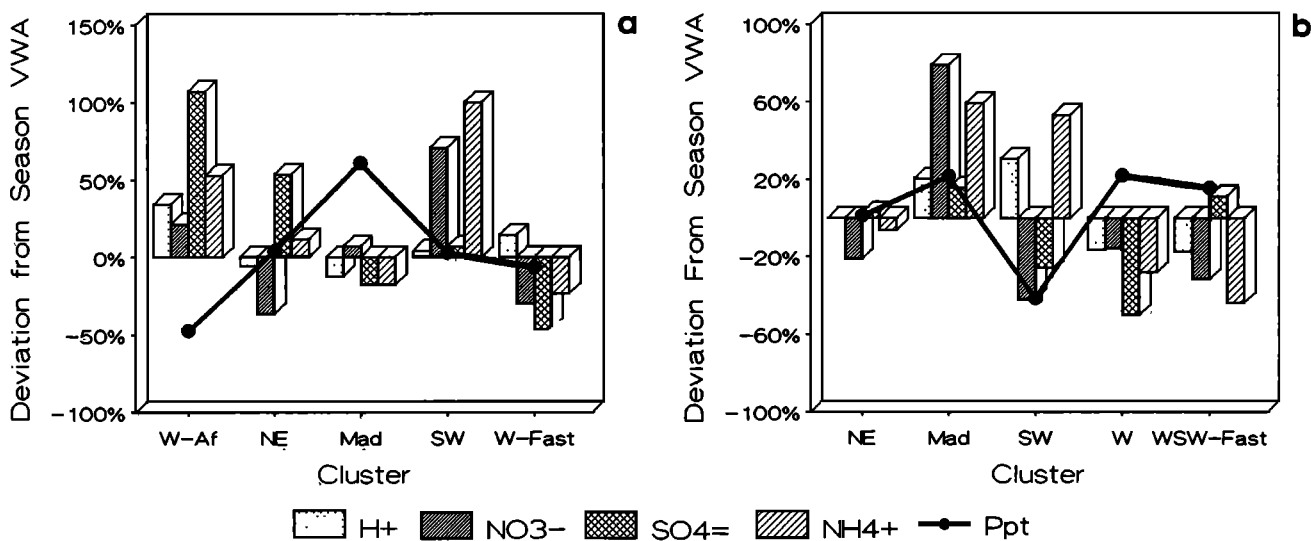 a
Deviation from Season VWA
150%
100%
50%
0%
-50%
-100%
W-Af NE Mad SW W-Fast
Cluster
b
Deviation From Season VWA
100%
60%
20%
-20%
-60%
-100%
NE Mad SW W WSW-Fast
Cluster
H+ NO3- SO4= NH4+ Ppt